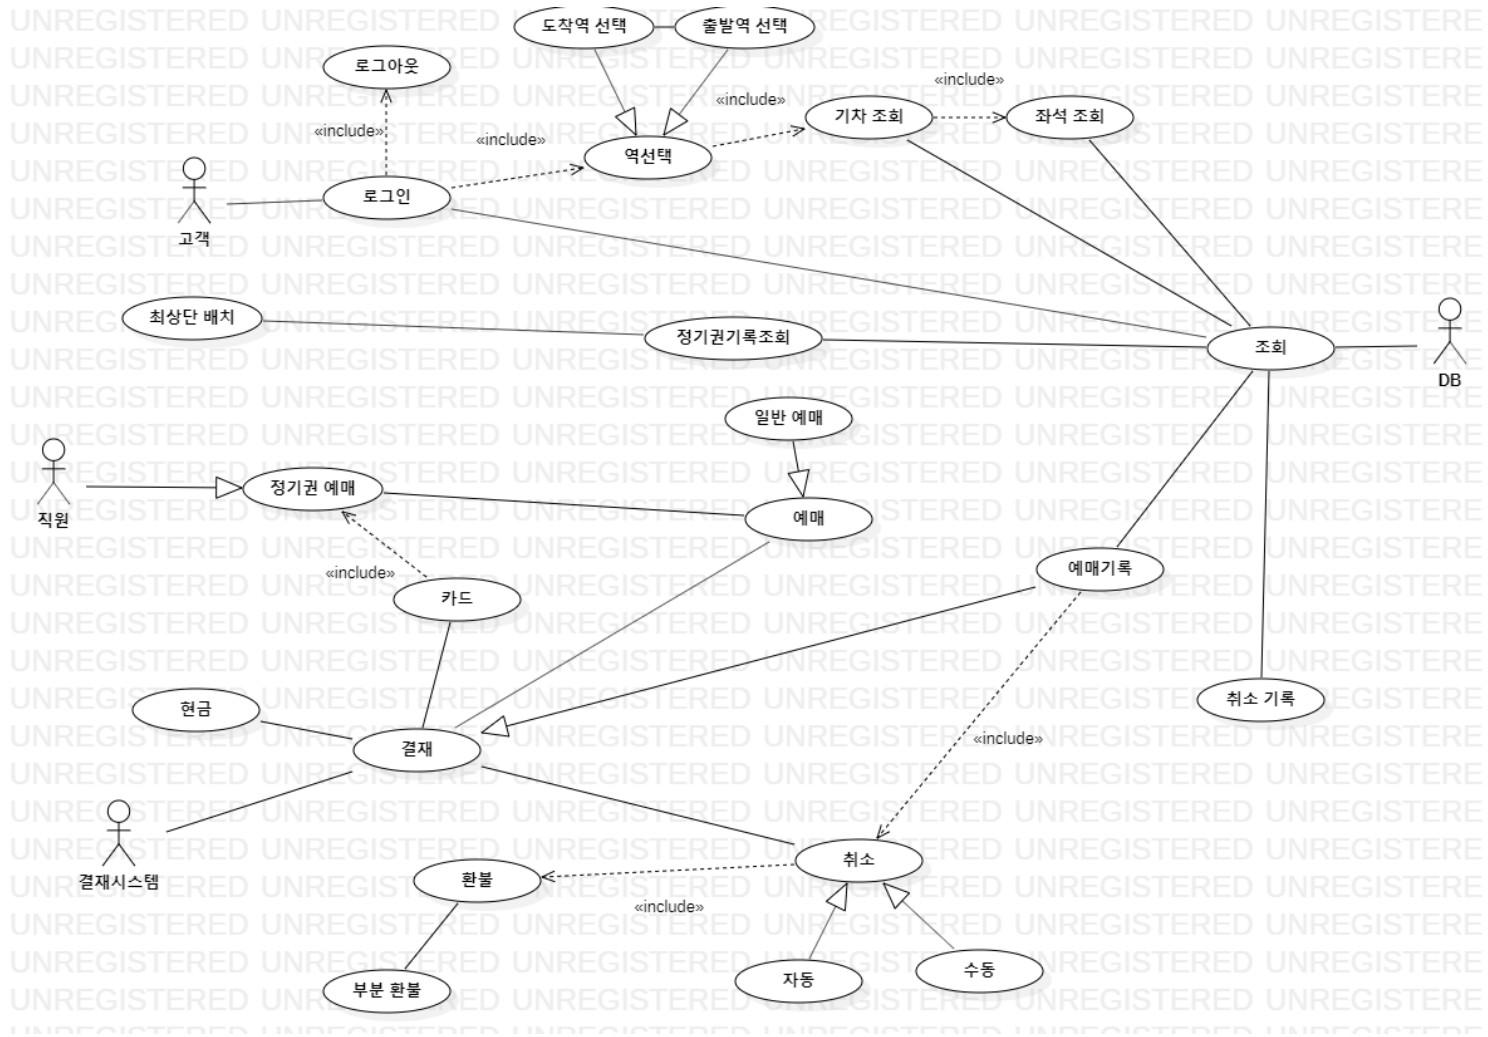 도착역 선택
출발역 선택
로그아웃
«include»
«include»
기차 조회
좌석 조회
«include»
«include»
역선택
로그인
고객
최상단 배치
정기권기록조회
조회
DB
일반 예매
정기권 예매
예매
직원
«include»
카드
예매기록
현금
취소 기록
결재
«include»
결재시스템
환불
취소
«include»
부분 환불
자동
수동
UNREGISTERED UNREGISTERED UNREGISTERED UNREGISTERED UNREGISTERED UNREGISTERE